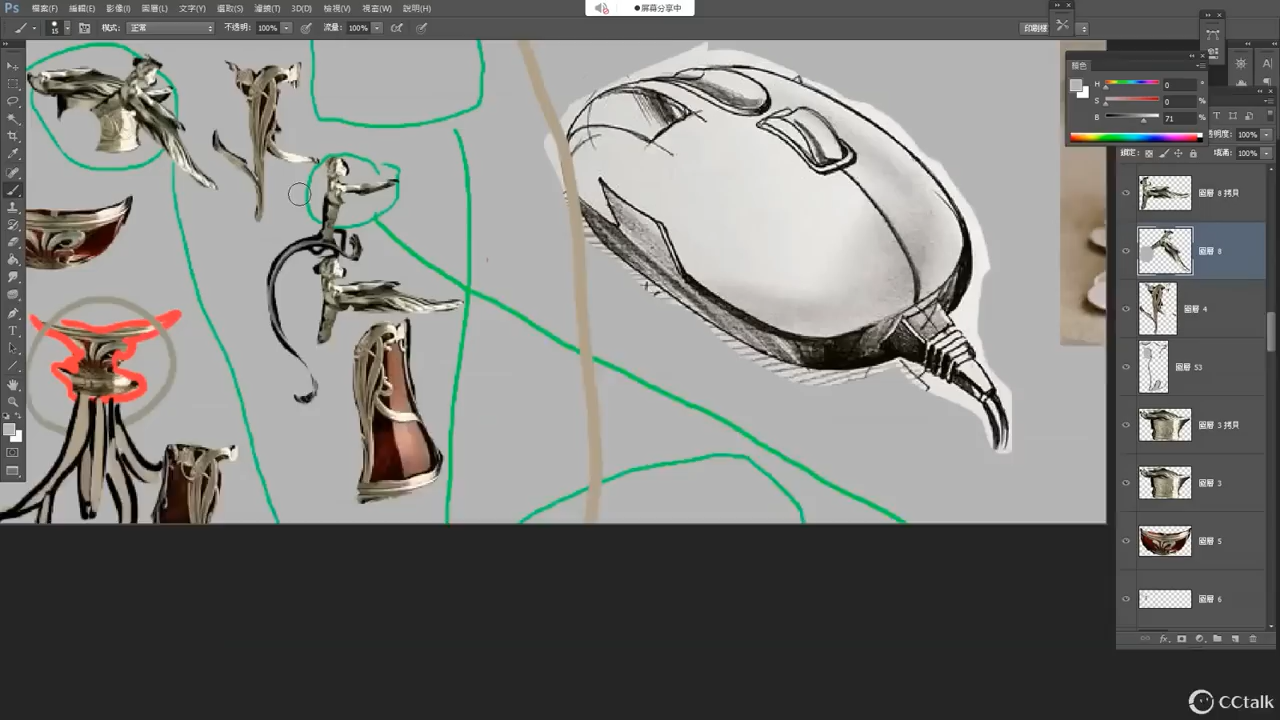 Ps 檔案(F) 編輯(E) 影像(I) 圖層(L) 文字(Y) 選取(S) 濾鏡(T) 3D(D) 檢視(V) 視窗(W) 說明(H)
屏幕分享中
15 模式: 正常 不透明: 100% 流量: 100%
印刷樣
顏色
H 0 °
S 0 %
B 71 %
透明度: 100%
鎖定: 填滿: 100%
圖層 8 拷貝
圖層 8
圖層 4
圖層 53
圖層 3 拷貝
圖層 3
圖層 5
圖層 6
CCtalk